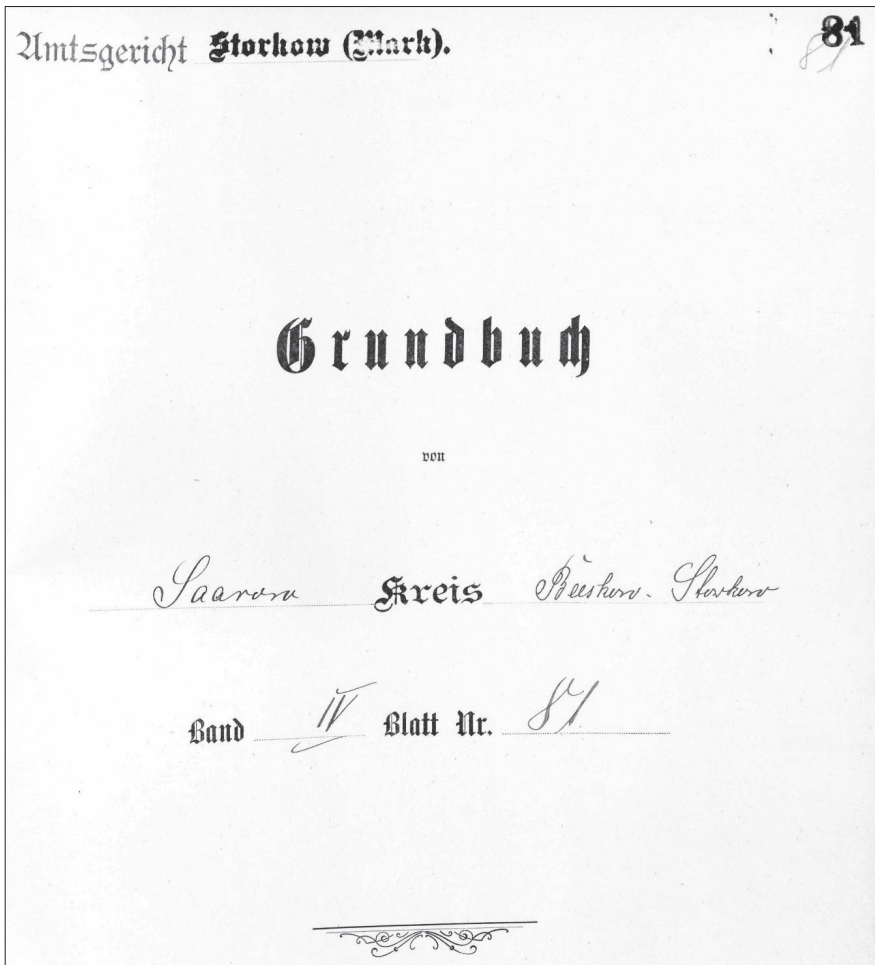 Amtsgericht Storkow (Mark).
81
81
Grundbuch
von
Saarow Kreis Beeskow-Storkow
Band IV Blatt Nr. 81